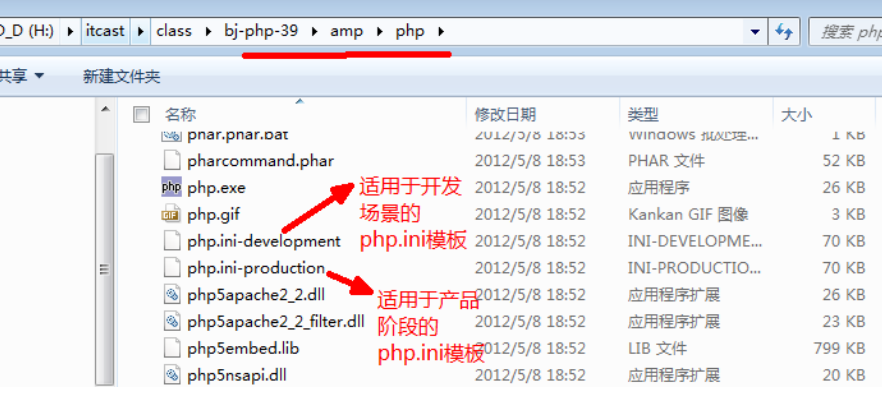 O_D (H:) ▸ itcast ▸ class ▸ bj-php-39 ▸ amp ▸ php ▸ 搜索 php
共享 新建文件夹
名称 修改日期 类型 大小
phar.phar.bat 2012/5/8 18:53 Windows 批处理... 1 KB
pharcommand.phar 2012/5/8 18:53 PHAR 文件 52 KB
php php.exe 2012/5/8 18:52 应用程序 26 KB
GIF php.gif 2012/5/8 18:52 Kankan GIF 图像 3 KB
php.ini-development 2012/5/8 18:52 INI-DEVELOPME... 70 KB
php.ini-production 2012/5/8 18:52 INI-PRODUCTIO... 70 KB
php5apache2_2.dll 2012/5/8 18:52 应用程序扩展 26 KB
php5apache2_2_filter.dll 2012/5/8 18:52 应用程序扩展 23 KB
php5embed.lib 2012/5/8 18:52 LIB 文件 799 KB
php5nsapi.dll 2012/5/8 18:52 应用程序扩展 20 KB
适用于开发
场景的
php.ini模板
适用于产品
阶段的
php.ini模板